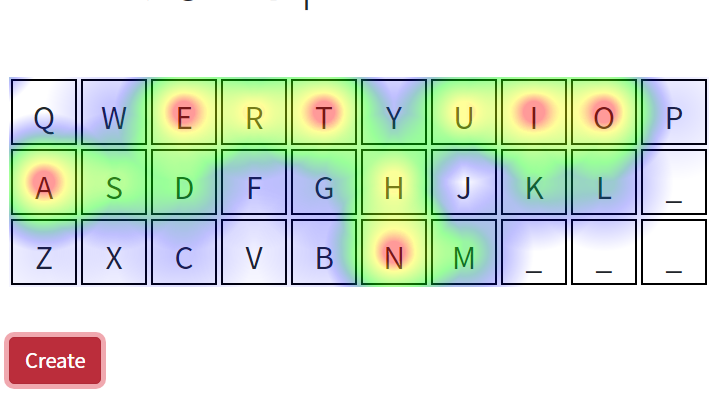 Q W E R T Y U I O P
A S D F G H J K L _
Z X C V B N M _ _ _
Create